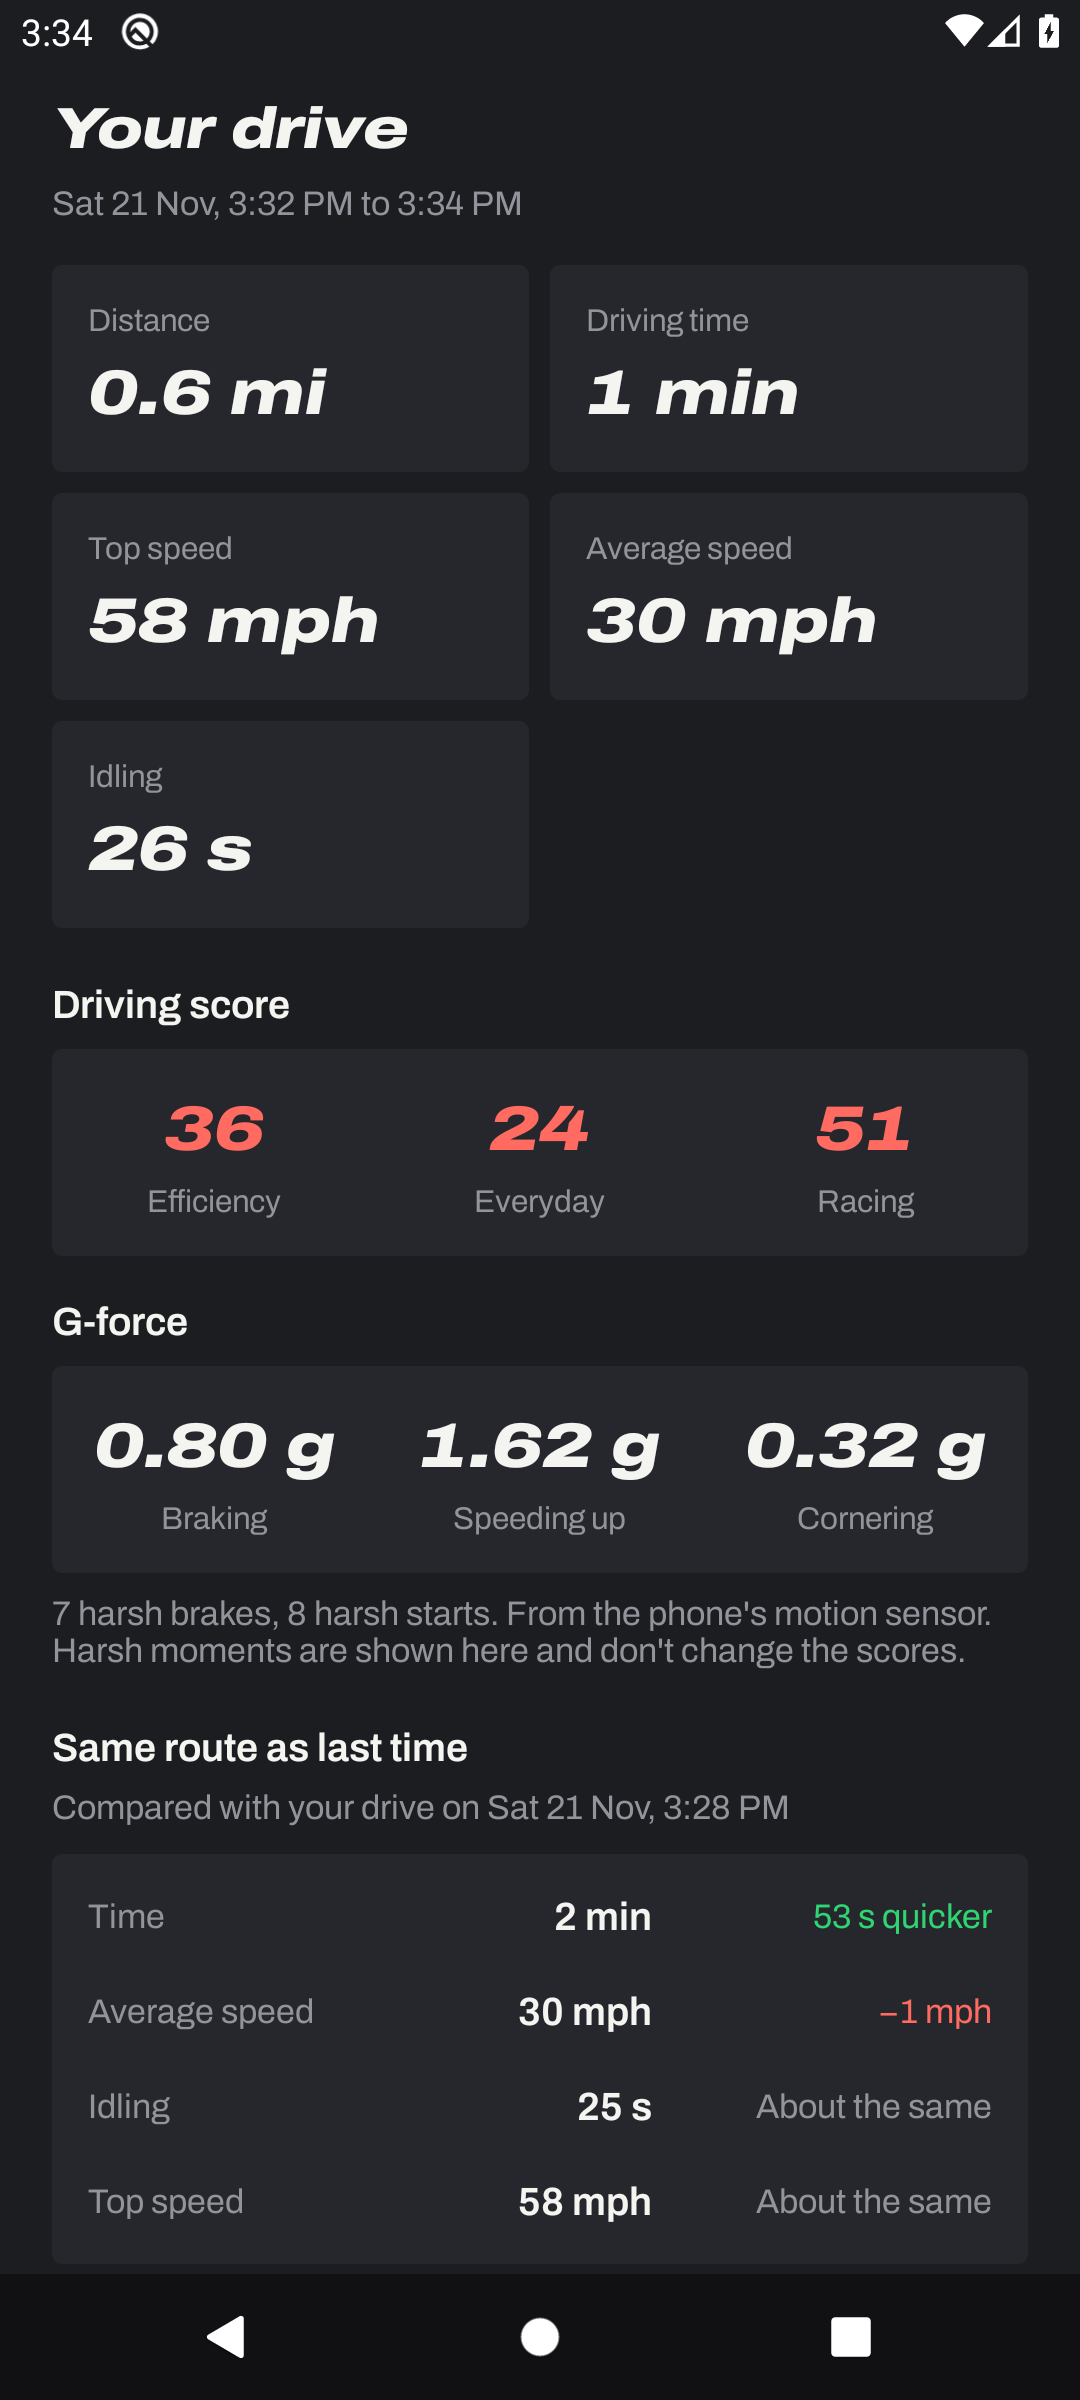 3:34
Your drive
Sat 21 Nov, 3:32 PM to 3:34 PM
Distance
0.6 mi
Driving time
1 min
Top speed
58 mph
Average speed
30 mph
Idling
26 s
Driving score
36
Efficiency
24
Everyday
51
Racing
G-force
0.80 g
Braking
1.62 g
Speeding up
0.32 g
Cornering
7 harsh brakes, 8 harsh starts. From the phone's motion sensor.
Harsh moments are shown here and don't change the scores.
Same route as last time
Compared with your drive on Sat 21 Nov, 3:28 PM
Time 2 min 53 s quicker
Average speed 30 mph –1 mph
Idling 25 s About the same
Top speed 58 mph About the same